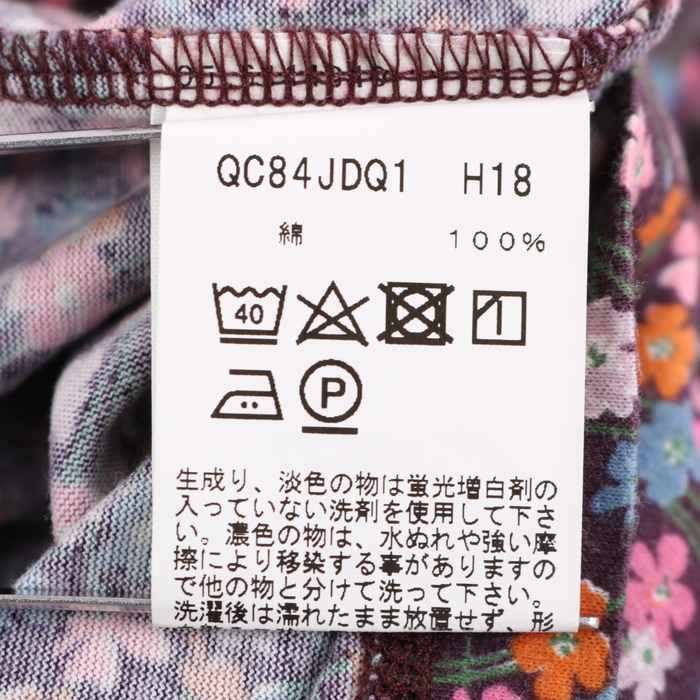 QC84JDQ1 H18
綿 100%
40
P
生成り、淡色の物は蛍光増白剤の
入っていない洗剤を使用して下さ
い。濃色の物は、水ぬれや強い摩
擦により移染する事がありますの
で他の物と分けて洗って下さい。
洗濯後は濡れたまま放置せず、形